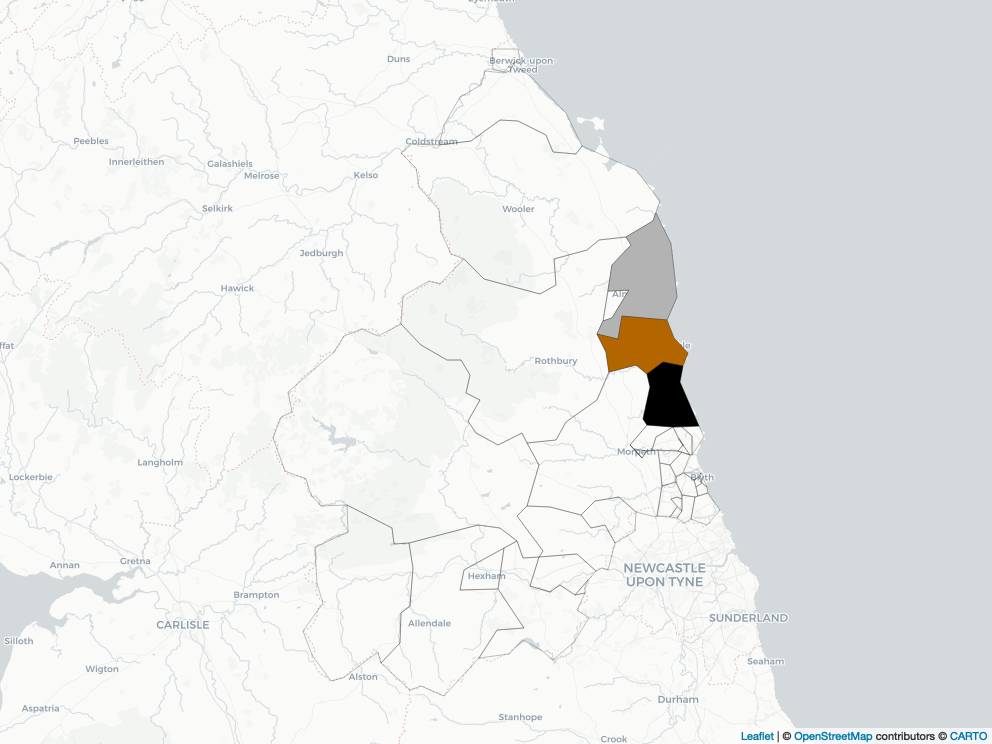 Eyemouth
Duns
Berwick-upon-
Tweed
Peebles
Coldstream
Innerleithen
Galashiels
Melrose
Kelso
Selkirk
Wooler
Jedburgh
Hawick
Aln
ffat
le
Rothbury
Morpeth
Langholm
Lockerbie
Blyth
Annan
Gretna
NEWCASTLE
UPON TYNE
Hexham
Brampton
SUNDERLAND
CARLISLE
Allendale
Silloth
Seaham
Wigton
Alston
Durham
Aspatria
Stanhope
Crook
Leaflet | © OpenStreetMap contributors © CARTO